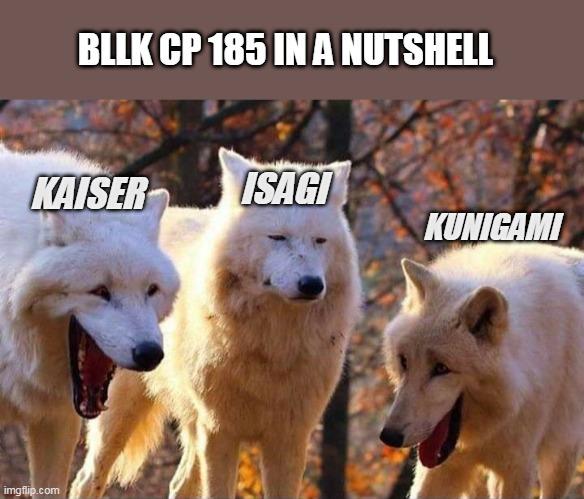 BLLK CP 185 IN A NUTSHELL
KAISER
ISAGI
KUNIGAMI
imgflip.com